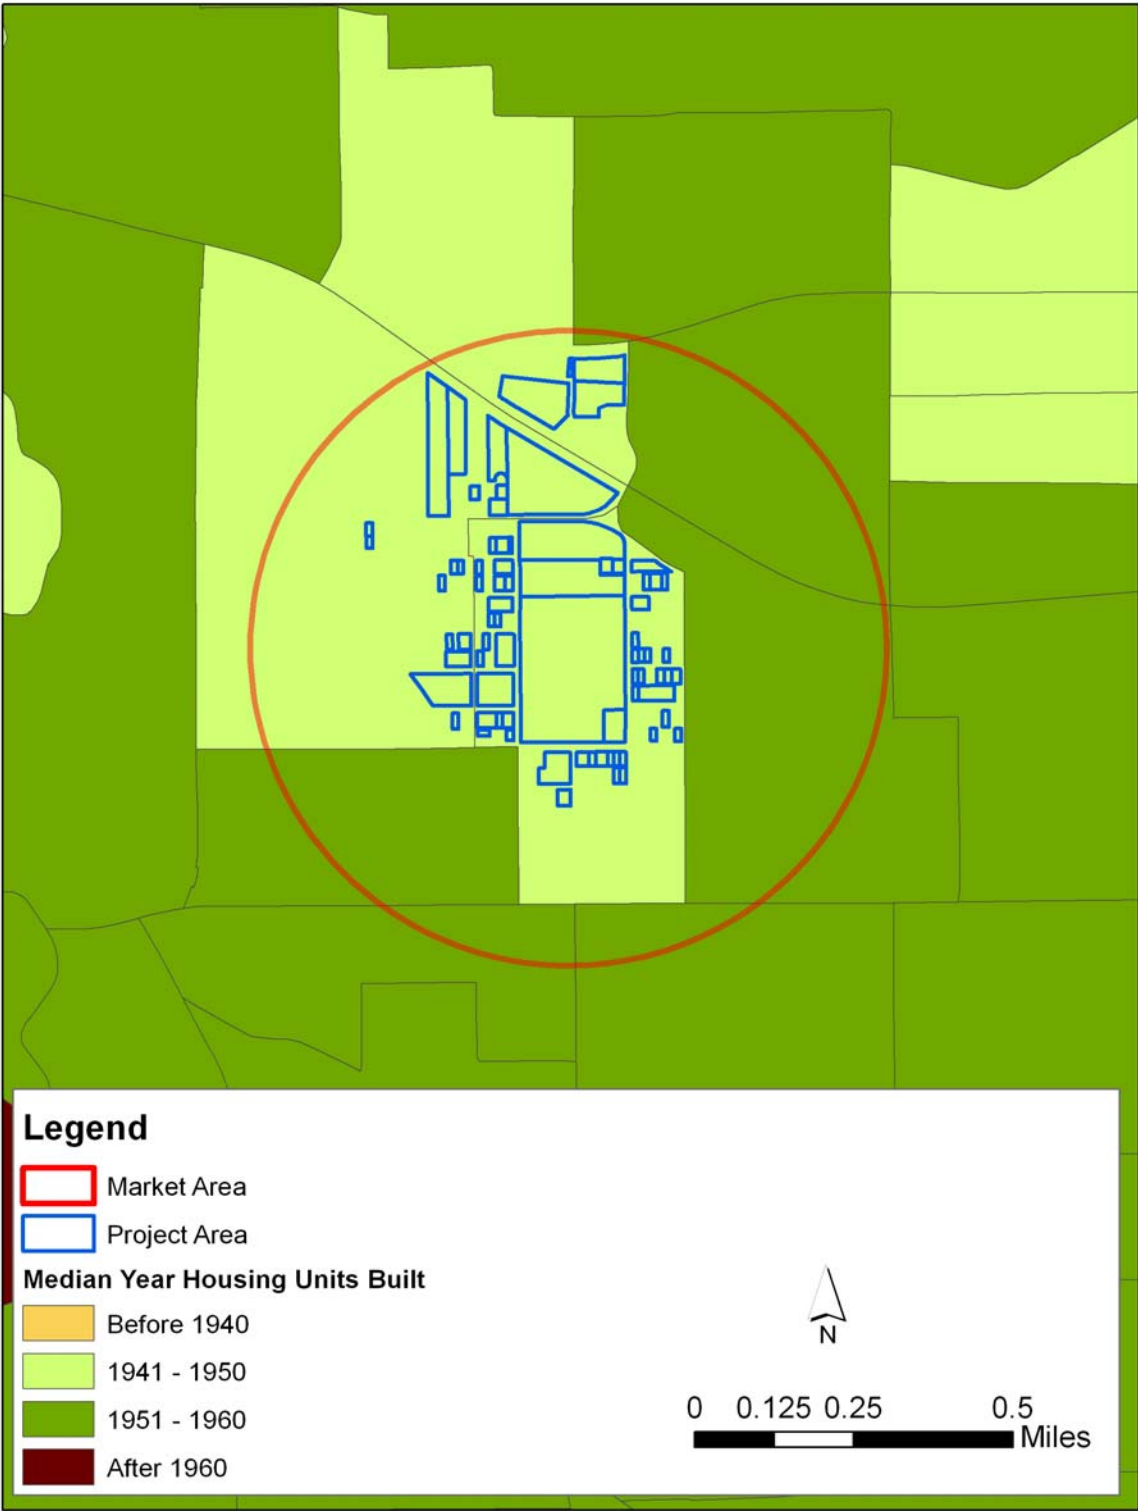 Legend
Market Area
Project Area
Median Year Housing Units Built
Before 1940
1941 - 1950
1951 - 1960
After 1960
N
0 0.125 0.25 0.5
Miles